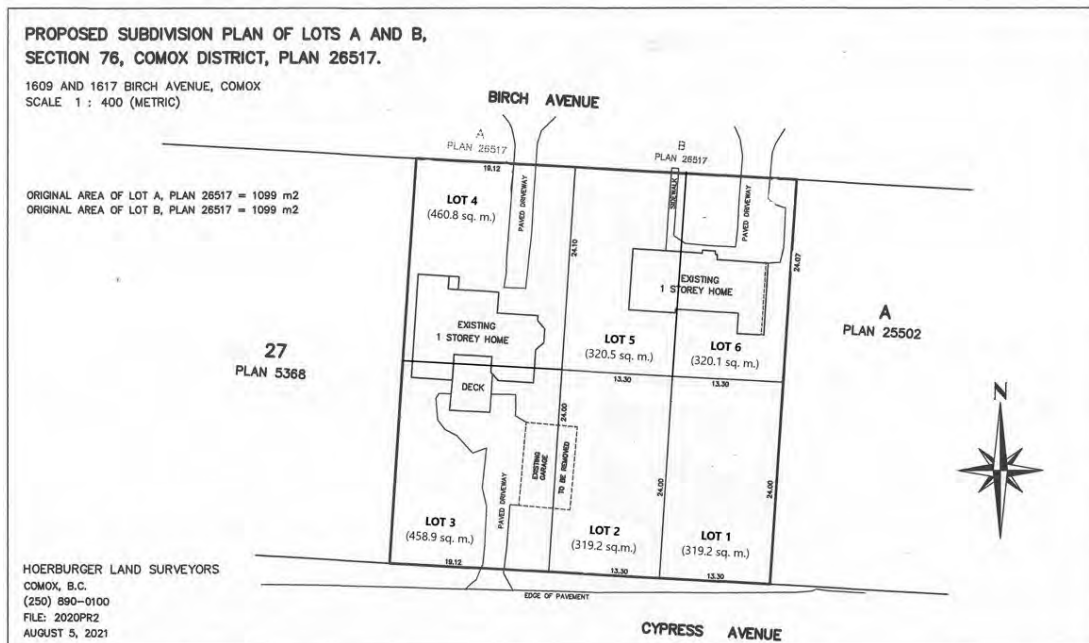 PROPOSED SUBDIVISION PLAN OF LOTS A AND B,
SECTION 76, COMOX DISTRICT, PLAN 26517.
1609 AND 1617 BIRCH AVENUE, COMOX
SCALE 1 : 400 (METRIC)
BIRCH AVENUE
A
PLAN 26517
B
PLAN 26517
19.12
ORIGINAL AREA OF LOT A, PLAN 26517 = 1099 m2
ORIGINAL AREA OF LOT B, PLAN 26517 = 1099 m2
LOT 4
(460.8 sq. m.)
PAVED DRIVEWAY
SIDEWALK
PAVED DRIVEWAY
24.10
24.07
EXISTING
1 STOREY HOME
EXISTING
1 STOREY HOME
A
PLAN 25502
27
PLAN 5368
LOT 5
(320.5 sq. m.)
LOT 6
(320.1 sq. m.)
13.30
13.30
DECK
N
24.00
EXISTING
GARAGE
TO BE REMOVED
PAVED DRIVEWAY
24.00
24.00
LOT 3
(458.9 sq. m.)
LOT 2
(319.2 sq.m.)
LOT 1
(319.2 sq. m.)
19.12
13.30
13.30
EDGE OF PAVEMENT
HOERBURGER LAND SURVEYORS
COMOX, B.C.
(250) 890-0100
FILE: 2020PR2
AUGUST 5, 2021
CYPRESS AVENUE